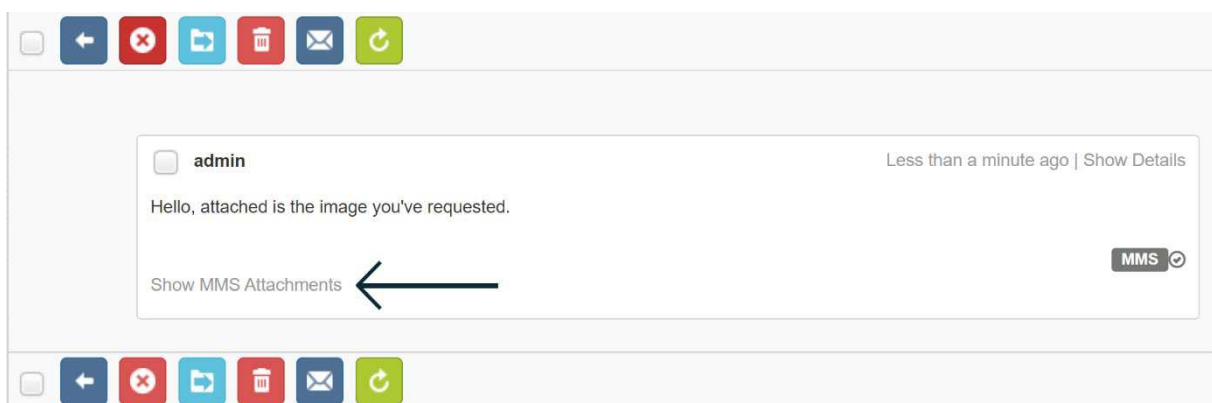 admin
Less than a minute ago | Show Details
Hello, attached is the image you've requested.
MMS
Show MMS Attachments